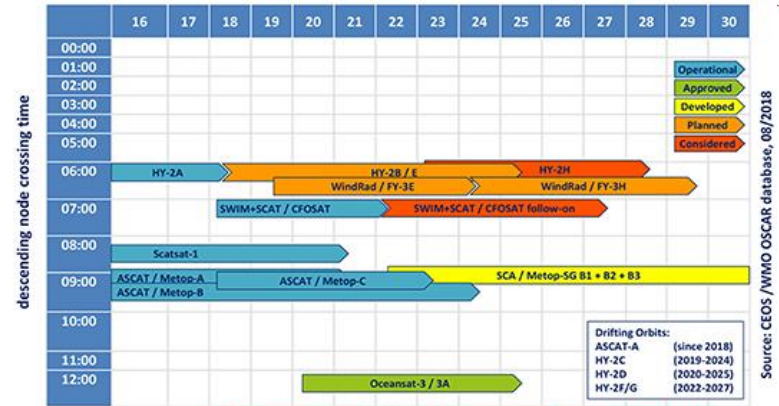 16 17 18 19 20 21 22 23 24 25 26 27 28 29 30
descending node crossing time
00:00
01:00
02:00
03:00
04:00
05:00
06:00
07:00
08:00
09:00
10:00
11:00
12:00
Operational
Approved
Developed
Planned
Considered
HY-2A
HY-2B / E
HY-2H
WindRad / FY-3E
WindRad / FY-3H
SWIM+SCAT / CFOSAT
SWIM+SCAT / CFOSAT follow-on
Scatsat-1
ASCAT / Metop-A
ASCAT / Metop-C
SCA / Metop-SG B1 + B2 + B3
ASCAT / Metop-B
Oceansat-3 / 3A
Drifting Orbits:
ASCAT-A (since 2018)
HY-2C (2019-2024)
HY-2D (2020-2025)
HY-2F/G (2022-2027)
Source: CEOS /WMO OSCAR database, 08/2018